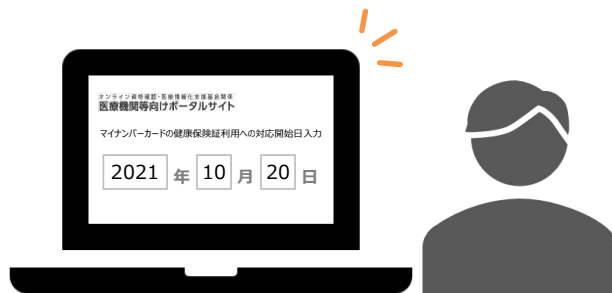 オンライン資格確認・医療情報化支援基金関係
医療機関等向けポータルサイト
マイナンバーカードの健康保険証利用への対応開始日入力
2021 年 10 月 20 日